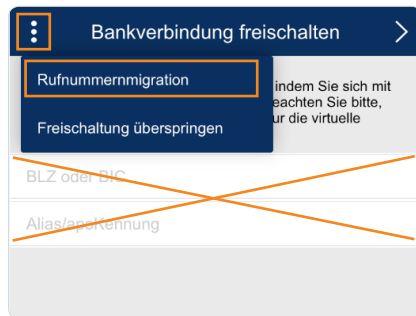 Bankverbindung freischalten
Rufnummernmigration
indem Sie sich mit
eachten Sie bitte,
ur die virtuelle
Freischaltung überspringen
BLZ oder BIC
Alias/apoKennung